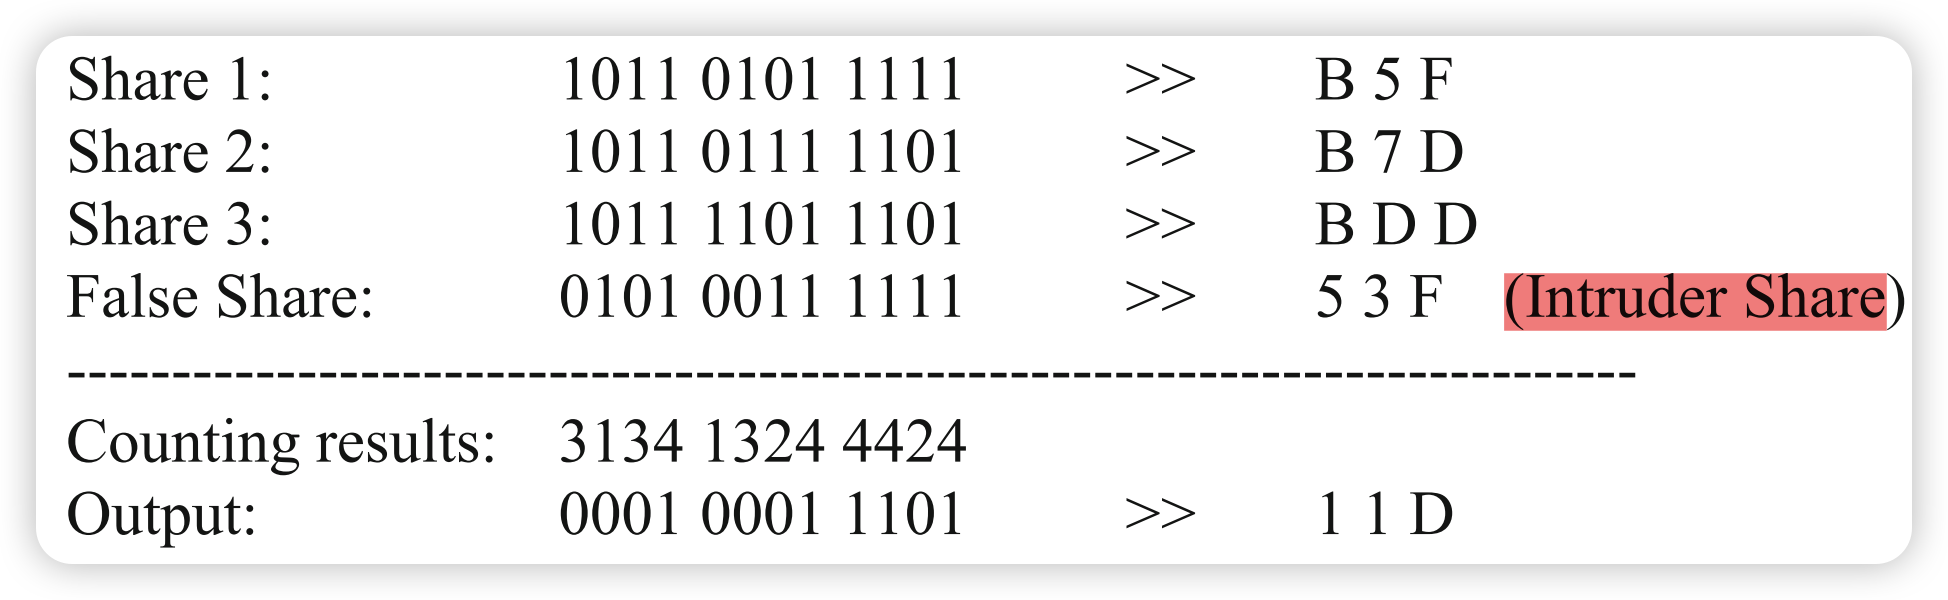 Share 1: 1011 0101 1111 >> B 5 F
Share 2: 1011 0111 1101 >> B 7 D
Share 3: 1011 1101 1101 >> B D D
False Share: 0101 0011 1111 >> 5 3 F (Intruder Share)
---------------------------------------------------------------------------
Counting results: 3134 1324 4424
Output: 0001 0001 1101 >> 1 1 D